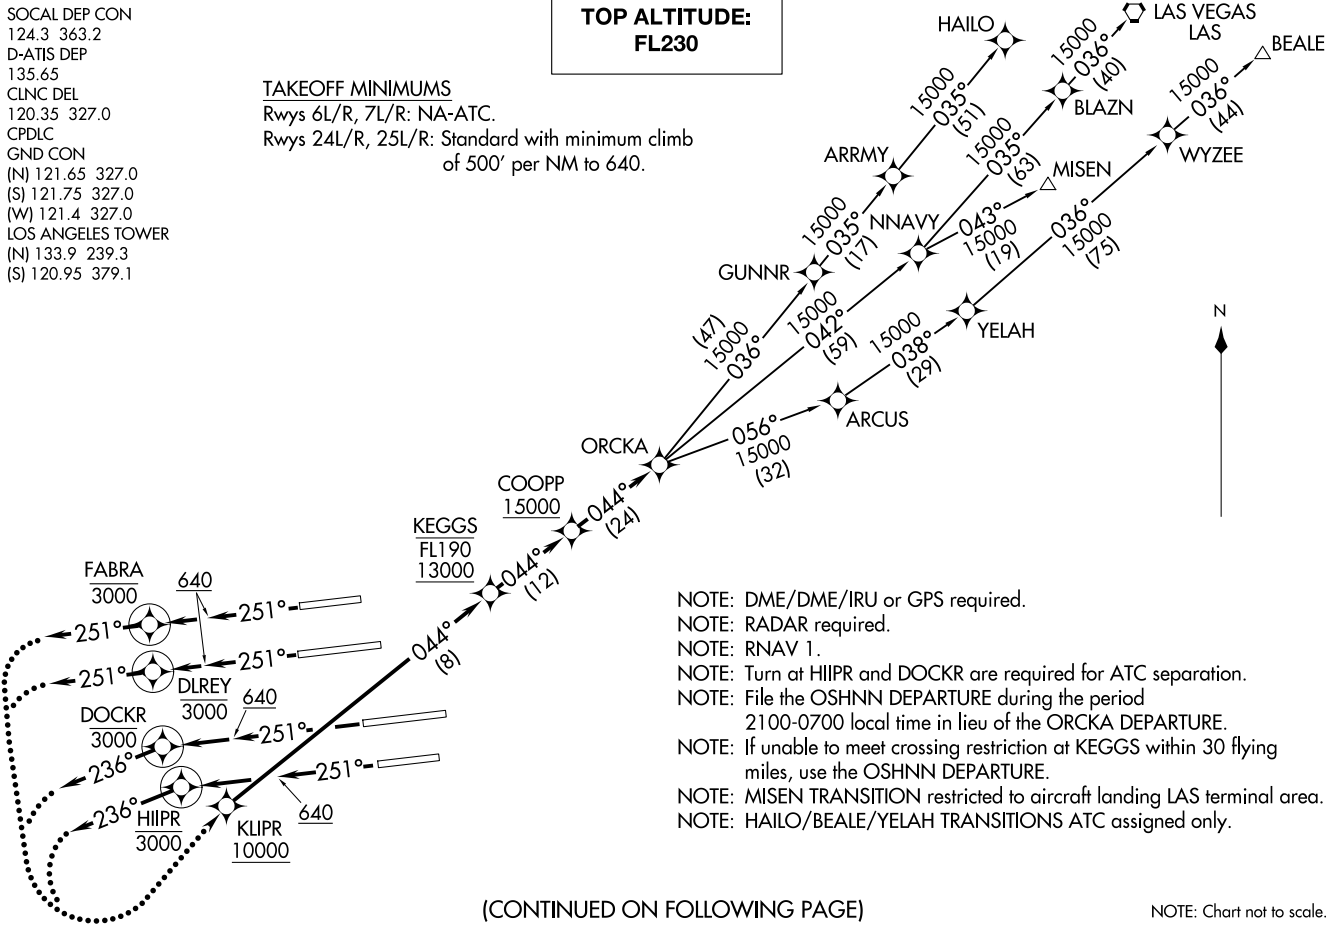 SOCAL DEP CON
124.3 363.2
D-ATIS DEP
135.65
CLNC DEL
120.35 327.0
CPDLC
GND CON
(N) 121.65 327.0
(S) 121.75 327.0
(W) 121.4 327.0
LOS ANGELES TOWER
(N) 133.9 239.3
(S) 120.95 379.1
TOP ALTITUDE:
FL230
TAKEOFF MINIMUMS
Rwys 6L/R, 7L/R: NA-ATC.
Rwys 24L/R, 25L/R: Standard with minimum climb
of 500' per NM to 640.
HAILO
LAS VEGAS
LAS
BEALE
15000
036°
(40)
BLAZN
15000
036°
(44)
WYZEE
15000
035°
(51)
ARRMY
15000
035°
(63)
MISEN
15000
035°
(17)
NNAVY
043°
15000
(19)
036°
15000
(75)
GUNNR
(47)
15000
036°
15000
042°
(59)
15000
038°
(29)
YELAH
N
ARCUS
056°
15000
(32)
ORCKA
COOPP
15000
044°
(24)
KEGGS
FL190
13000
044°
(12)
044°
(8)
FABRA
3000
640
251°
251°
251°
251°
DLREY
3000
DOCKR
3000
640
251°
236°
251°
236°
HIIPR
3000
640
KLIPR
10000
NOTE: DME/DME/IRU or GPS required.
NOTE: RADAR required.
NOTE: RNAV 1.
NOTE: Turn at HIIPR and DOCKR are required for ATC separation.
NOTE: File the OSHNN DEPARTURE during the period
2100-0700 local time in lieu of the ORCKA DEPARTURE.
NOTE: If unable to meet crossing restriction at KEGGS within 30 flying
miles, use the OSHNN DEPARTURE.
NOTE: MISEN TRANSITION restricted to aircraft landing LAS terminal area.
NOTE: HAILO/BEALE/YELAH TRANSITIONS ATC assigned only.
(CONTINUED ON FOLLOWING PAGE)
NOTE: Chart not to scale.